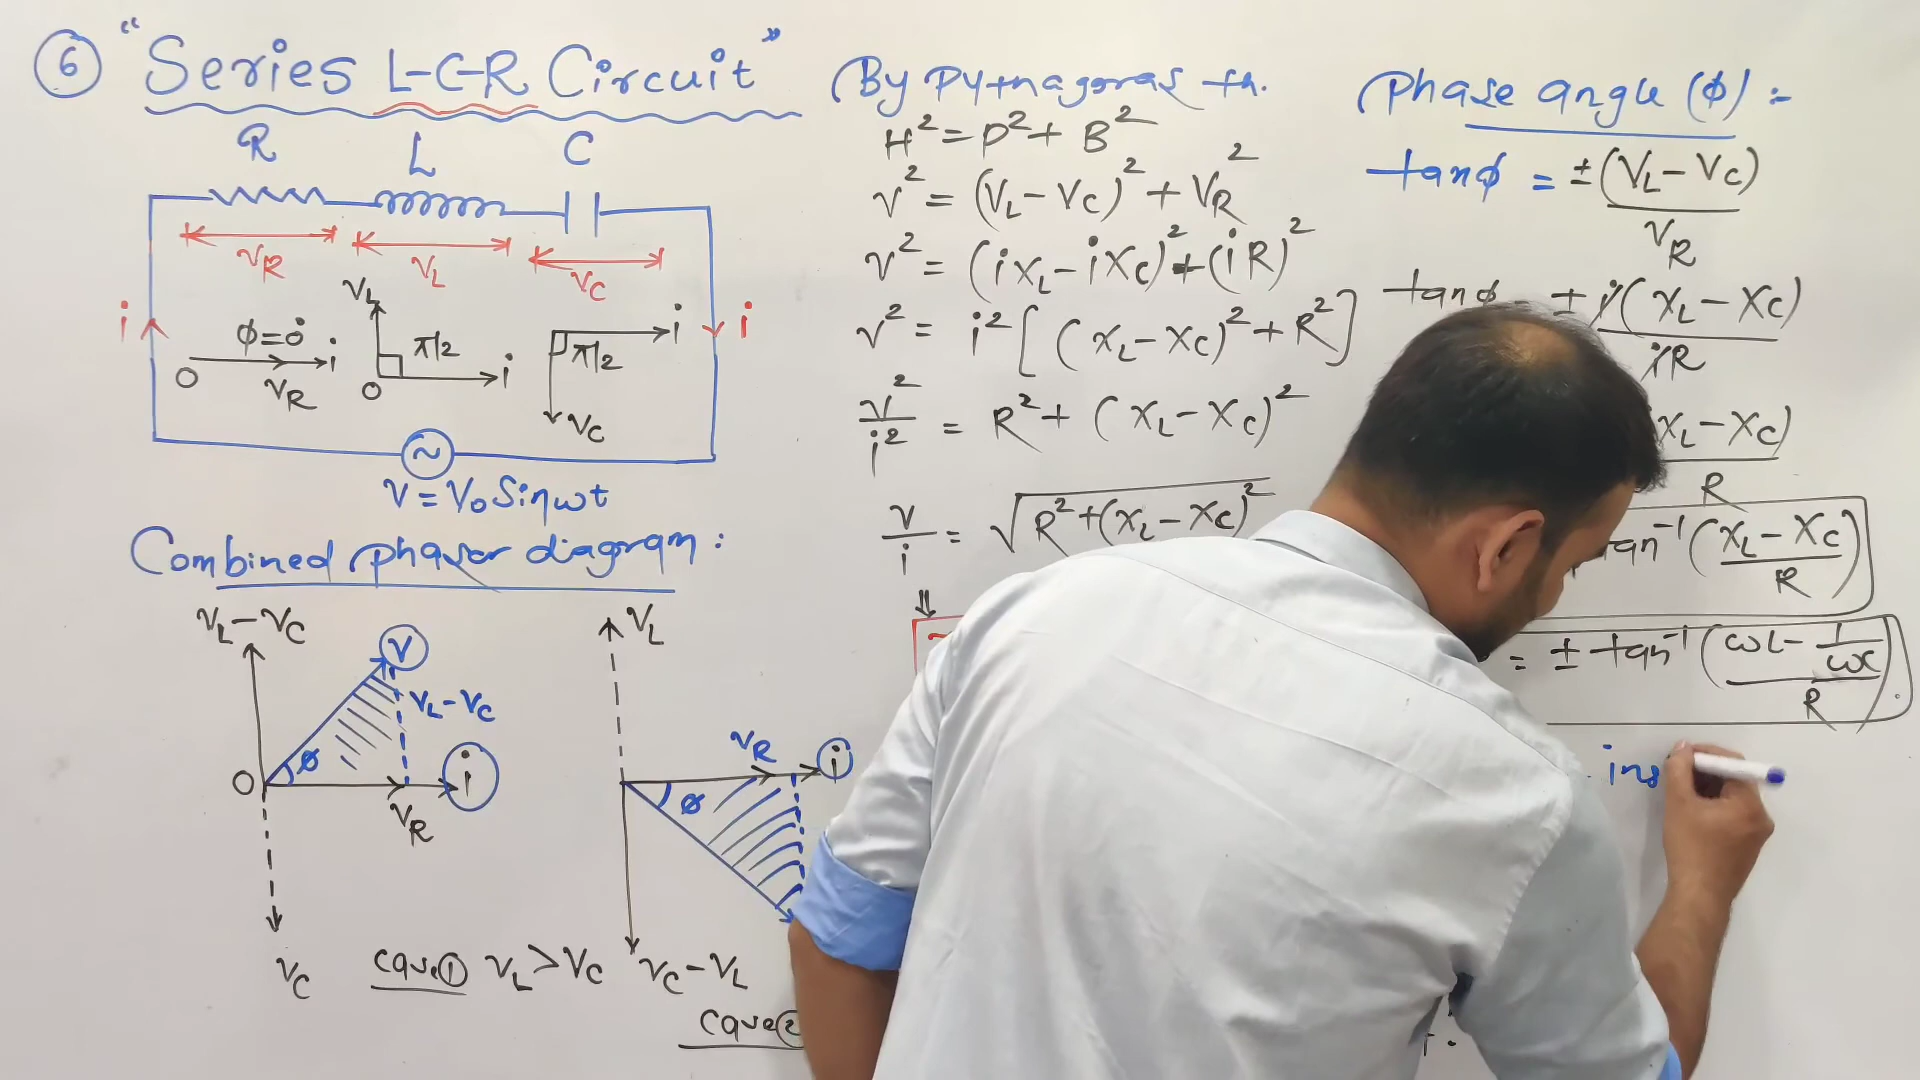 6 "Series L-C-R Circuit"
R L C
VR VL VC
i i
VL
φ=0° i
O VR
π/2
O i
i
π/2
VC
~
V = V₀ Sinωt
Combined phasor diagram:
VL-VC
V
VL-VC
φ
O i
VR
VC
case① VL>VC
VL
VR i
φ
VC-VL
case②
By Pythagoras th.
H² = P² + B²
V² = (VL-VC)² + VR²
V² = (iXL-iXC)² + (iR)²
V² = i² [(XL-XC)² + R²]
V²/i² = R² + (XL-XC)²
V/i = √R²+(XL-XC)²
⇓
Phase angle (φ) :-
tanφ = ±(VL-VC)/VR
tanφ ± i(XL-XC)/iR
XL-XC)/R
tan⁻¹(XL-XC/R)
= ± tan⁻¹(ωL-1/ωC/R)
ins